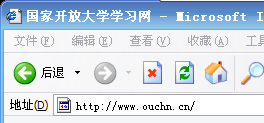 国家开放大学学习网 - Microsoft I
文件(F) 编辑(E) 查看(V) 收藏(A) 工具
后退
地址(D) http://www.ouchn.cn/